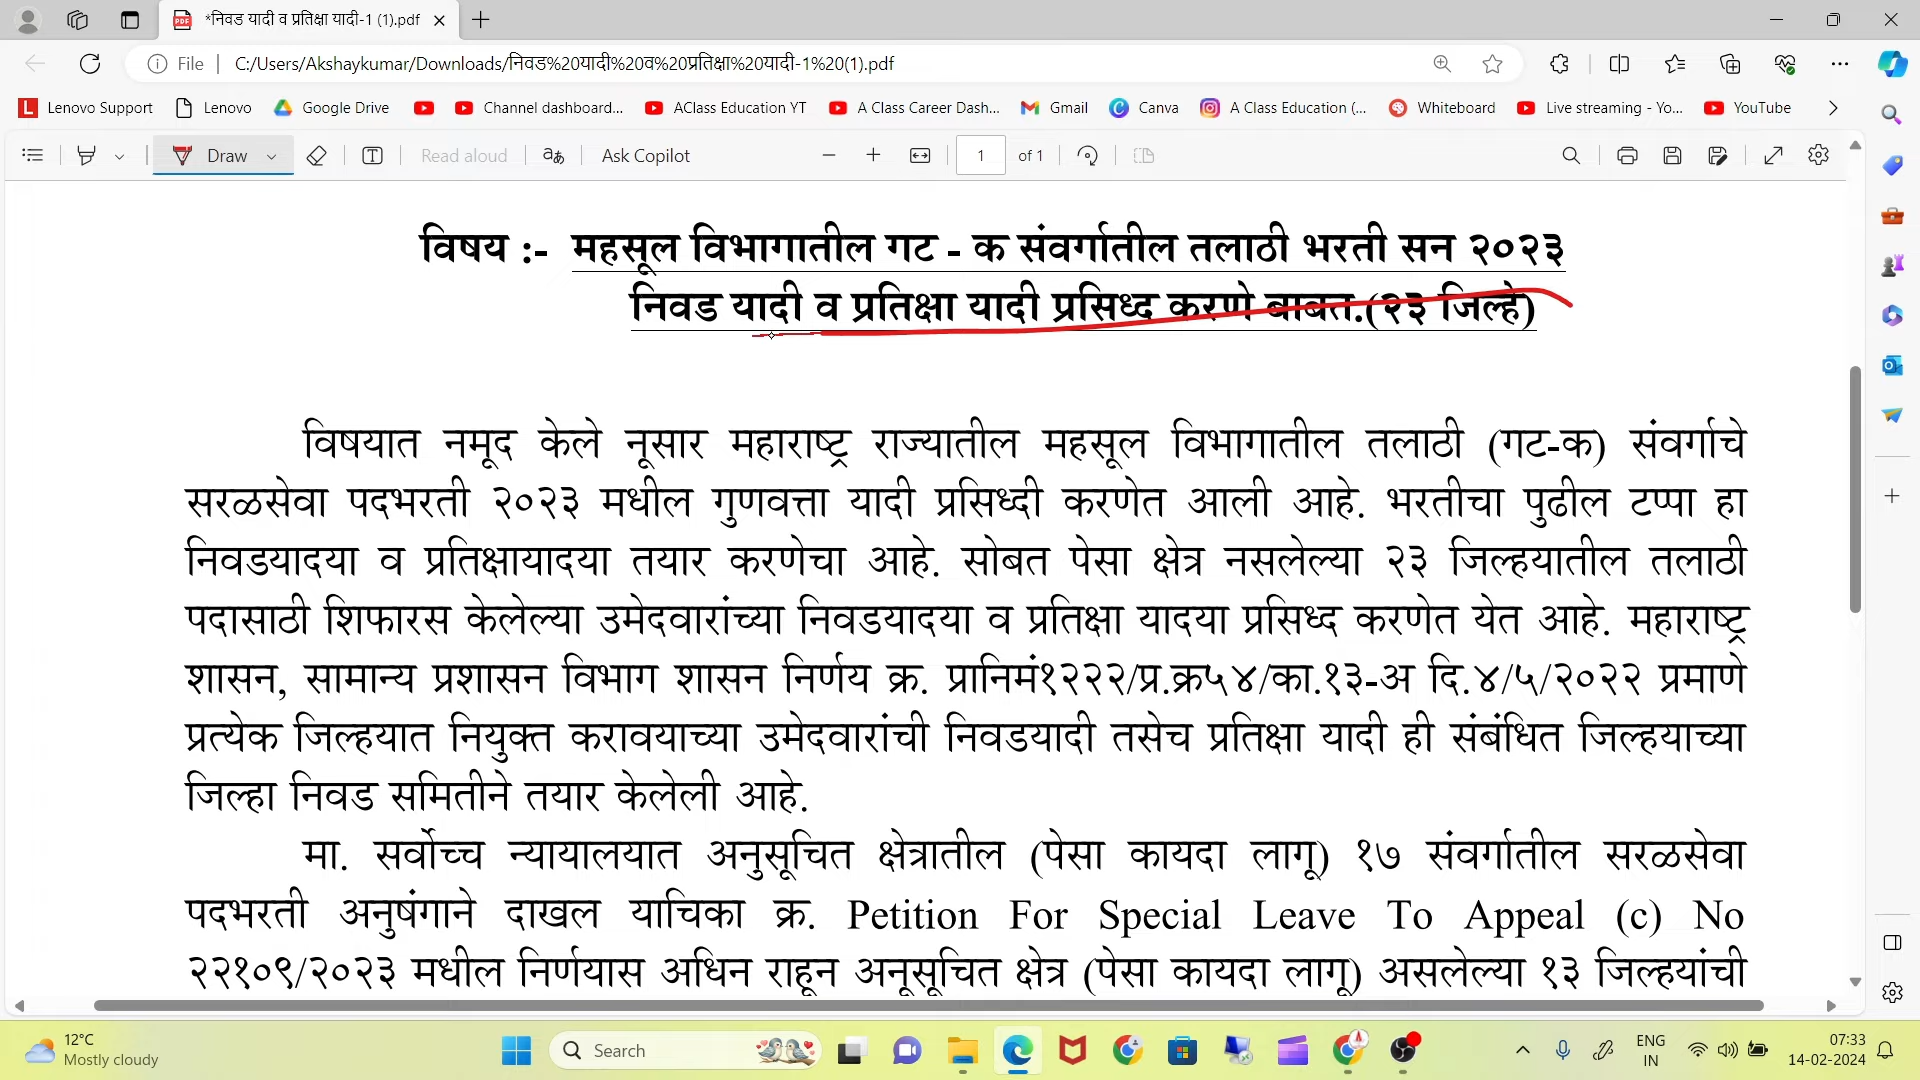 *निवड यादी व प्रतिक्षा यादी-1 (1).pdf
File C:/Users/Akshaykumar/Downloads/निवड%20यादी%20व%20प्रतिक्षा%20यादी-1%20(1).pdf
Lenovo Support Lenovo Google Drive Channel dashboard... AClass Education YT A Class Career Dash... Gmail Canva A Class Education (... Whiteboard Live streaming - Yo... YouTube
Draw Read aloud Ask Copilot 1 of 1
विषय :- महसूल विभागातील गट - क संवर्गातील तलाठी भरती सन २०२३
निवड यादी व प्रतिक्षा यादी प्रसिध्द करणे बाबत.(२३ जिल्हे)
विषयात नमूद केले नूसार महाराष्ट्र राज्यातील महसूल विभागातील तलाठी (गट-क) संवर्गाचे
सरळसेवा पदभरती २०२३ मधील गुणवत्ता यादी प्रसिध्दी करणेत आली आहे. भरतीचा पुढील टप्पा हा
निवडयादया व प्रतिक्षायादया तयार करणेचा आहे. सोबत पेसा क्षेत्र नसलेल्या २३ जिल्हयातील तलाठी
पदासाठी शिफारस केलेल्या उमेदवारांच्या निवडयादया व प्रतिक्षा यादया प्रसिध्द करणेत येत आहे. महाराष्ट्र
शासन, सामान्य प्रशासन विभाग शासन निर्णय क्र. प्रानिमं१२२२/प्र.क्र५४/का.१३-अ दि.४/५/२०२२ प्रमाणे
प्रत्येक जिल्हयात नियुक्त करावयाच्या उमेदवारांची निवडयादी तसेच प्रतिक्षा यादी ही संबंधित जिल्हयाच्या
जिल्हा निवड समितीने तयार केलेली आहे.
मा. सर्वोच्च न्यायालयात अनुसूचित क्षेत्रातील (पेसा कायदा लागू) १७ संवर्गातील सरळसेवा
पदभरती अनुषंगाने दाखल याचिका क्र. Petition For Special Leave To Appeal (c) No
२२१०९/२०२३ मधील निर्णयास अधिन राहून अनूसूचित क्षेत्र (पेसा कायदा लागू) असलेल्या १३ जिल्हयांची
12°C
Mostly cloudy
Search
ENG
IN
07:33
14-02-2024